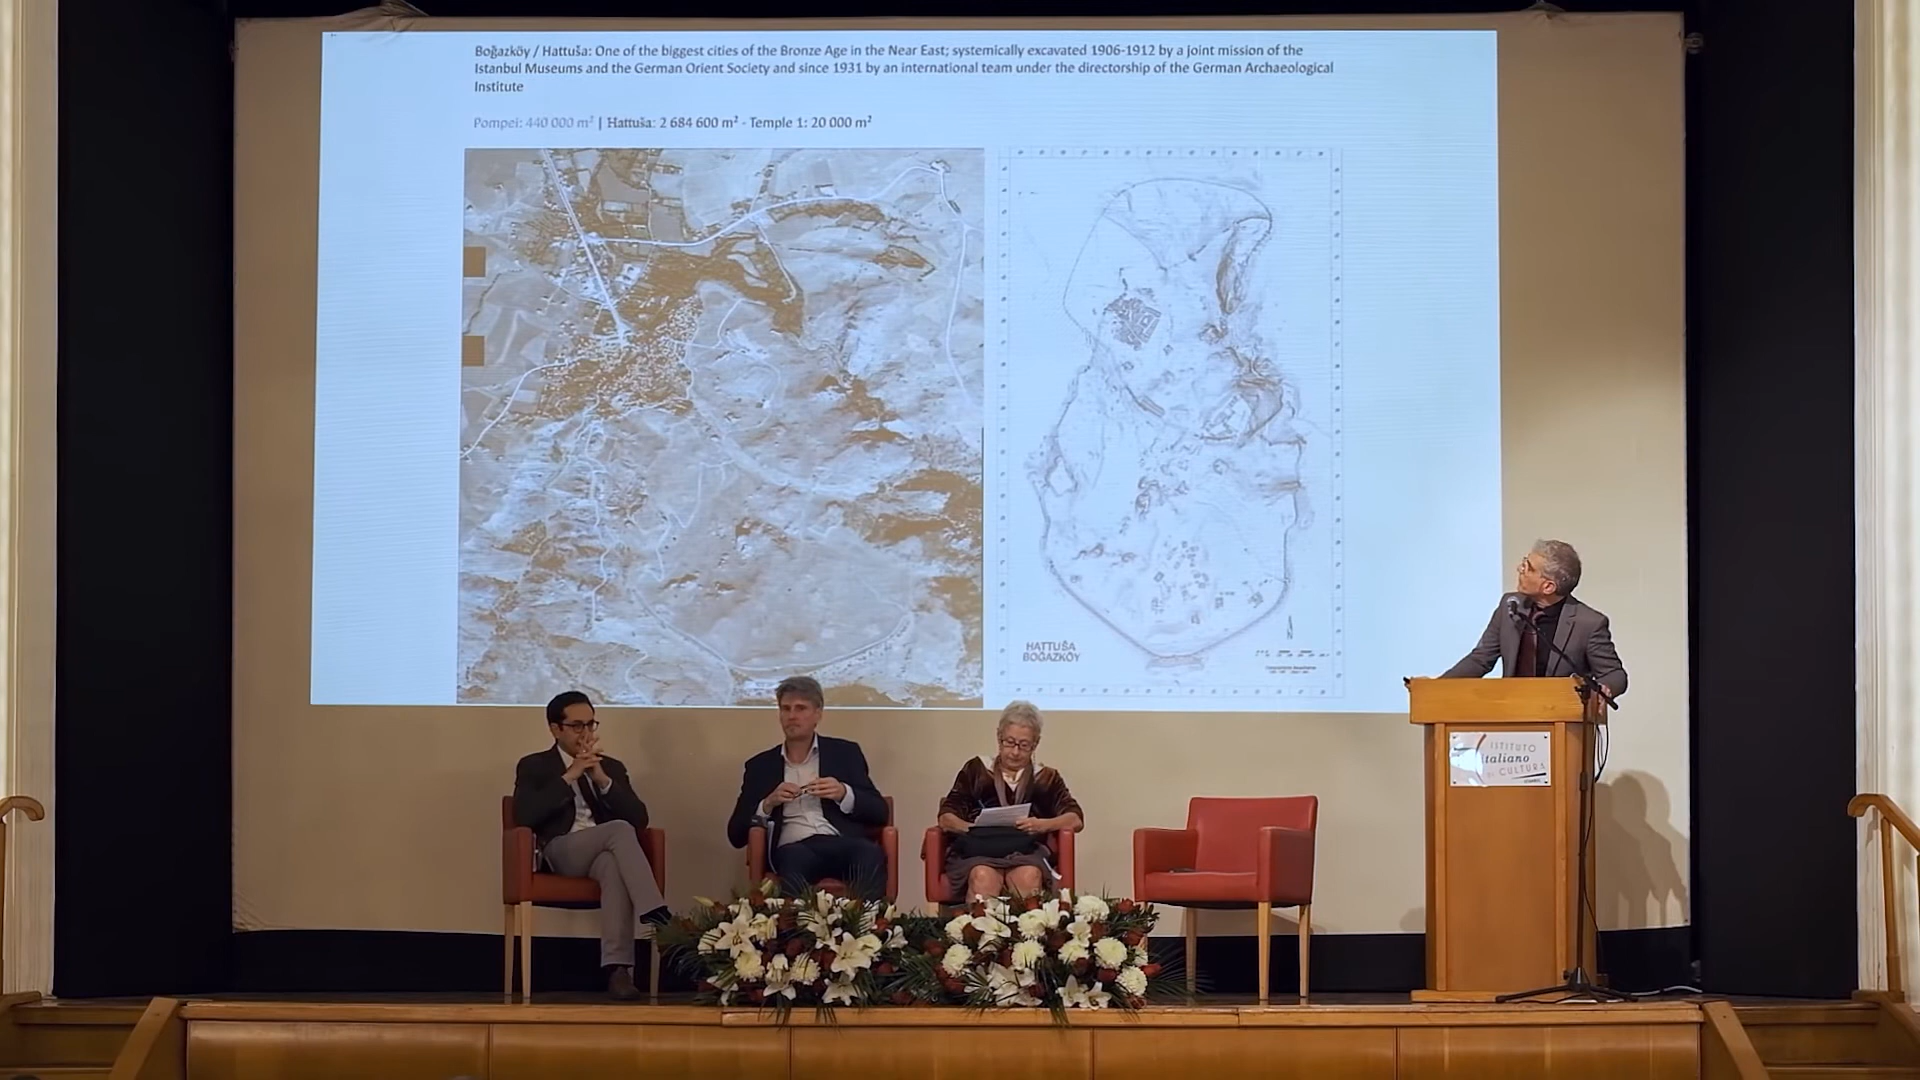 Boğazköy / Hattuša: One of the biggest cities of the Bronze Age in the Near East; systemically excavated 1906-1912 by a joint mission of the
Istanbul Museums and the German Orient Society and since 1931 by an international team under the directorship of the German Archaeological
Institute
Pompei: 440 000 m² | Hattuša: 2 684 600 m² - Temple 1: 20 000 m²
HATTUŠA
BOĞAZKÖY
N
ISTITUTO
italiano
DI CULTURA